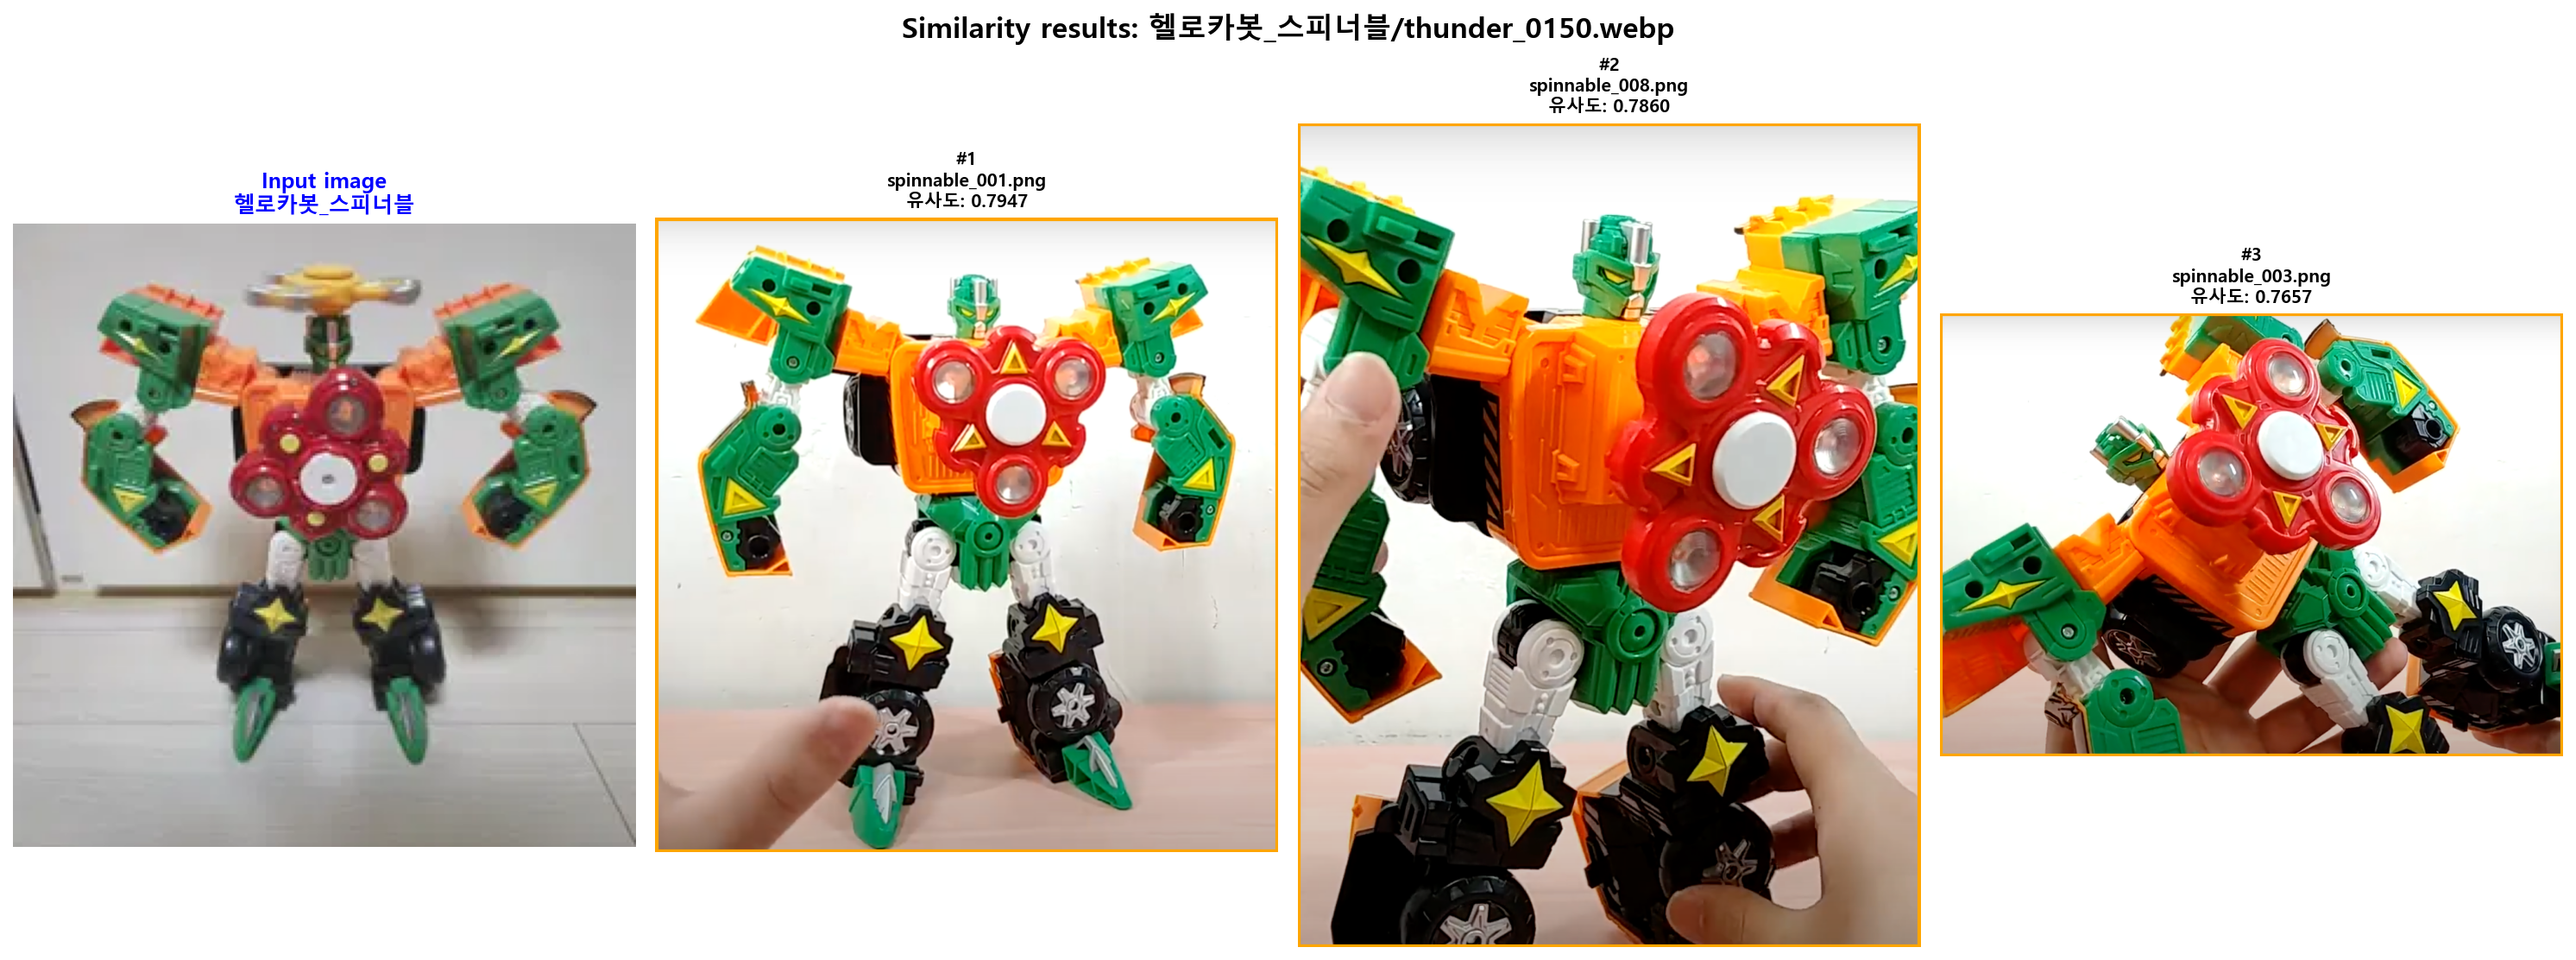 Similarity results: 헬로카봇_스피너블/thunder_0150.webp
Input image
헬로카봇_스피너블
#1
spinnable_001.png
유사도: 0.7947
#2
spinnable_008.png
유사도: 0.7860
#3
spinnable_003.png
유사도: 0.7657